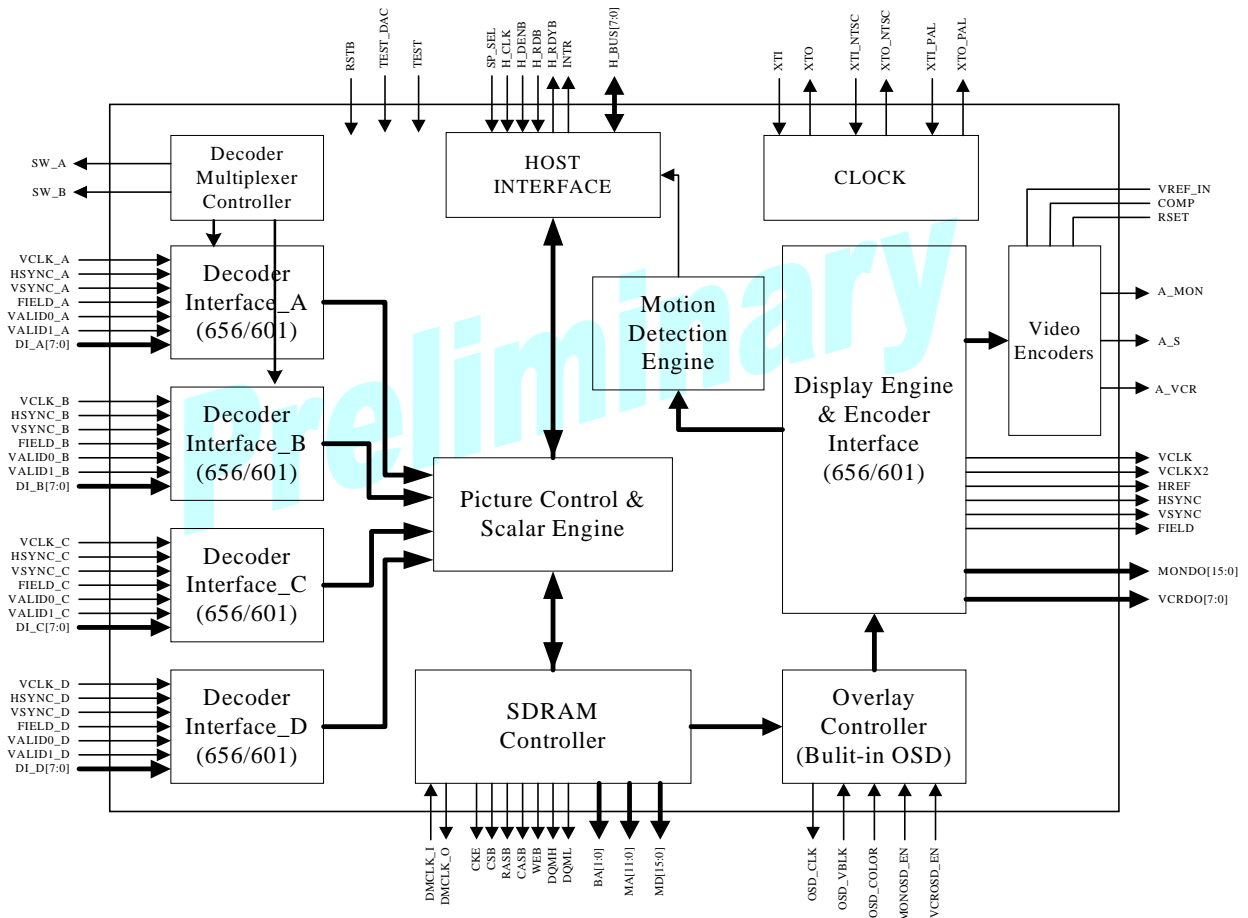 RSTB
TEST_DAC
TEST
SP_SEL
H_CLK
H_DENB
H_RDB
H_RDYB
INTR
H_BUS[7:0]
XTI
XTO
XTI_NTSC
XTO_NTSC
XTI_PAL
XTO_PAL
SW_A
SW_B
Decoder
Multiplexer
Controller
HOST
INTERFACE
CLOCK
VREF_IN
COMP
RSET
VCLK_A
HSYNC_A
VSYNC_A
FIELD_A
VALID0_A
VALID1_A
DI_A[7:0]
Decoder
Interface_A
(656/601)
Motion
Detection
Engine
Display Engine
& Encoder
Interface
(656/601)
Video
Encoders
A_MON
A_S
A_VCR
VCLK_B
HSYNC_B
VSYNC_B
FIELD_B
VALID0_B
VALID1_B
DI_B[7:0]
Decoder
Interface_B
(656/601)
Preliminary
Picture Control &
Scalar Engine
VCLK
VCLKX2
HREF
HSYNC
VSYNC
FIELD
MONDO[15:0]
VCRDO[7:0]
VCLK_C
HSYNC_C
VSYNC_C
FIELD_C
VALID0_C
VALID1_C
DI_C[7:0]
Decoder
Interface_C
(656/601)
VCLK_D
HSYNC_D
VSYNC_D
FIELD_D
VALID0_D
VALID1_D
DI_D[7:0]
Decoder
Interface_D
(656/601)
SDRAM
Controller
Overlay
Controller
(Bulit-in OSD)
DMCLK_I
DMCLK_O
CKE
CSB
RASB
CASB
WEB
DQMH
DQML
BA[1:0]
MA[11:0]
MD[15:0]
OSD_CLK
OSD_VBLK
OSD_COLOR
MONOSD_EN
VCROSD_EN